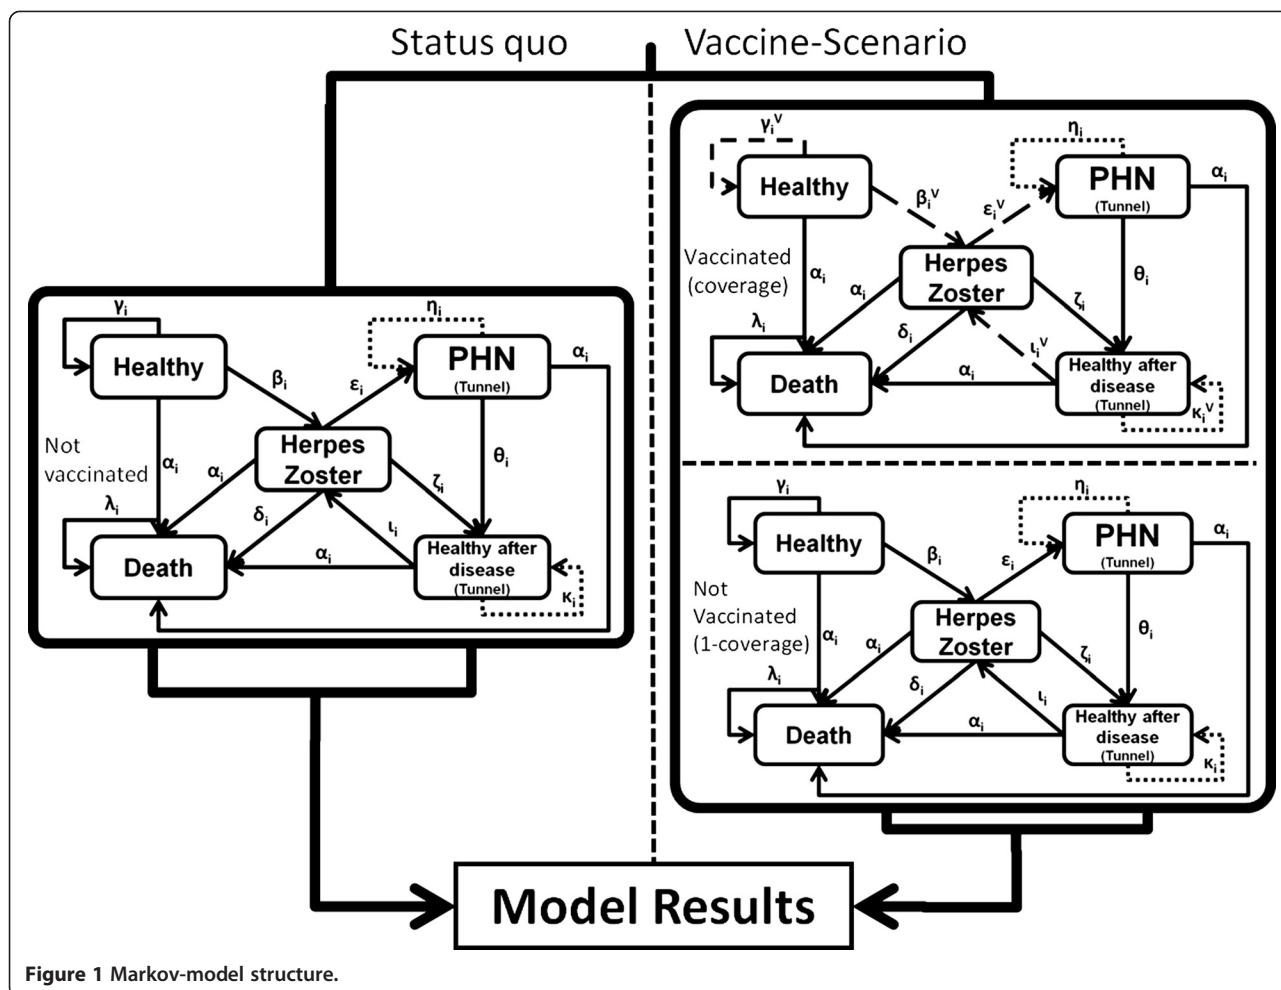 Status quo
Vaccine-Scenario
γᵢⱽ
Healthy
βᵢⱽ
εᵢⱽ
ηᵢ
PHN
(Tunnel)
αᵢ
Vaccinated
(coverage)
αᵢ
αᵢ
Herpes
Zoster
ζᵢ
θᵢ
λᵢ
δᵢ
ιᵢⱽ
Death
αᵢ
Healthy after
disease
(Tunnel)
κᵢⱽ
γᵢ
Healthy
βᵢ
εᵢ
ηᵢ
PHN
(Tunnel)
αᵢ
Not
vaccinated
αᵢ
αᵢ
Herpes
Zoster
ζᵢ
θᵢ
λᵢ
δᵢ
ιᵢ
Death
αᵢ
Healthy after
disease
(Tunnel)
κᵢ
γᵢ
Healthy
βᵢ
εᵢ
ηᵢ
PHN
(Tunnel)
αᵢ
Not
Vaccinated
(1-coverage)
αᵢ
αᵢ
Herpes
Zoster
ζᵢ
θᵢ
λᵢ
δᵢ
ιᵢ
Death
αᵢ
Healthy after
disease
(Tunnel)
κᵢ
Model Results
Figure 1 Markov-model structure.